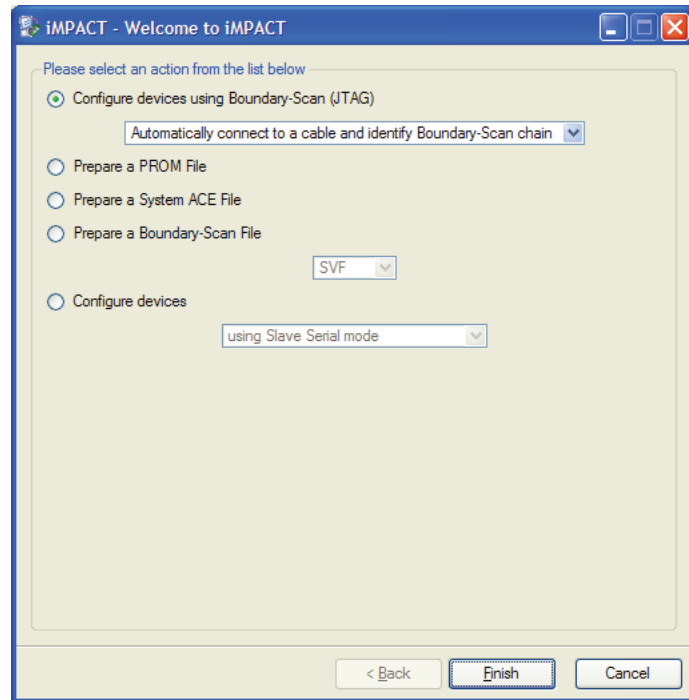 iMPACT - Welcome to iMPACT
Please select an action from the list below
Configure devices using Boundary-Scan (JTAG)
Automatically connect to a cable and identify Boundary-Scan chain
Prepare a PROM File
Prepare a System ACE File
Prepare a Boundary-Scan File
SVF
Configure devices
using Slave Serial mode
< Back Finish Cancel